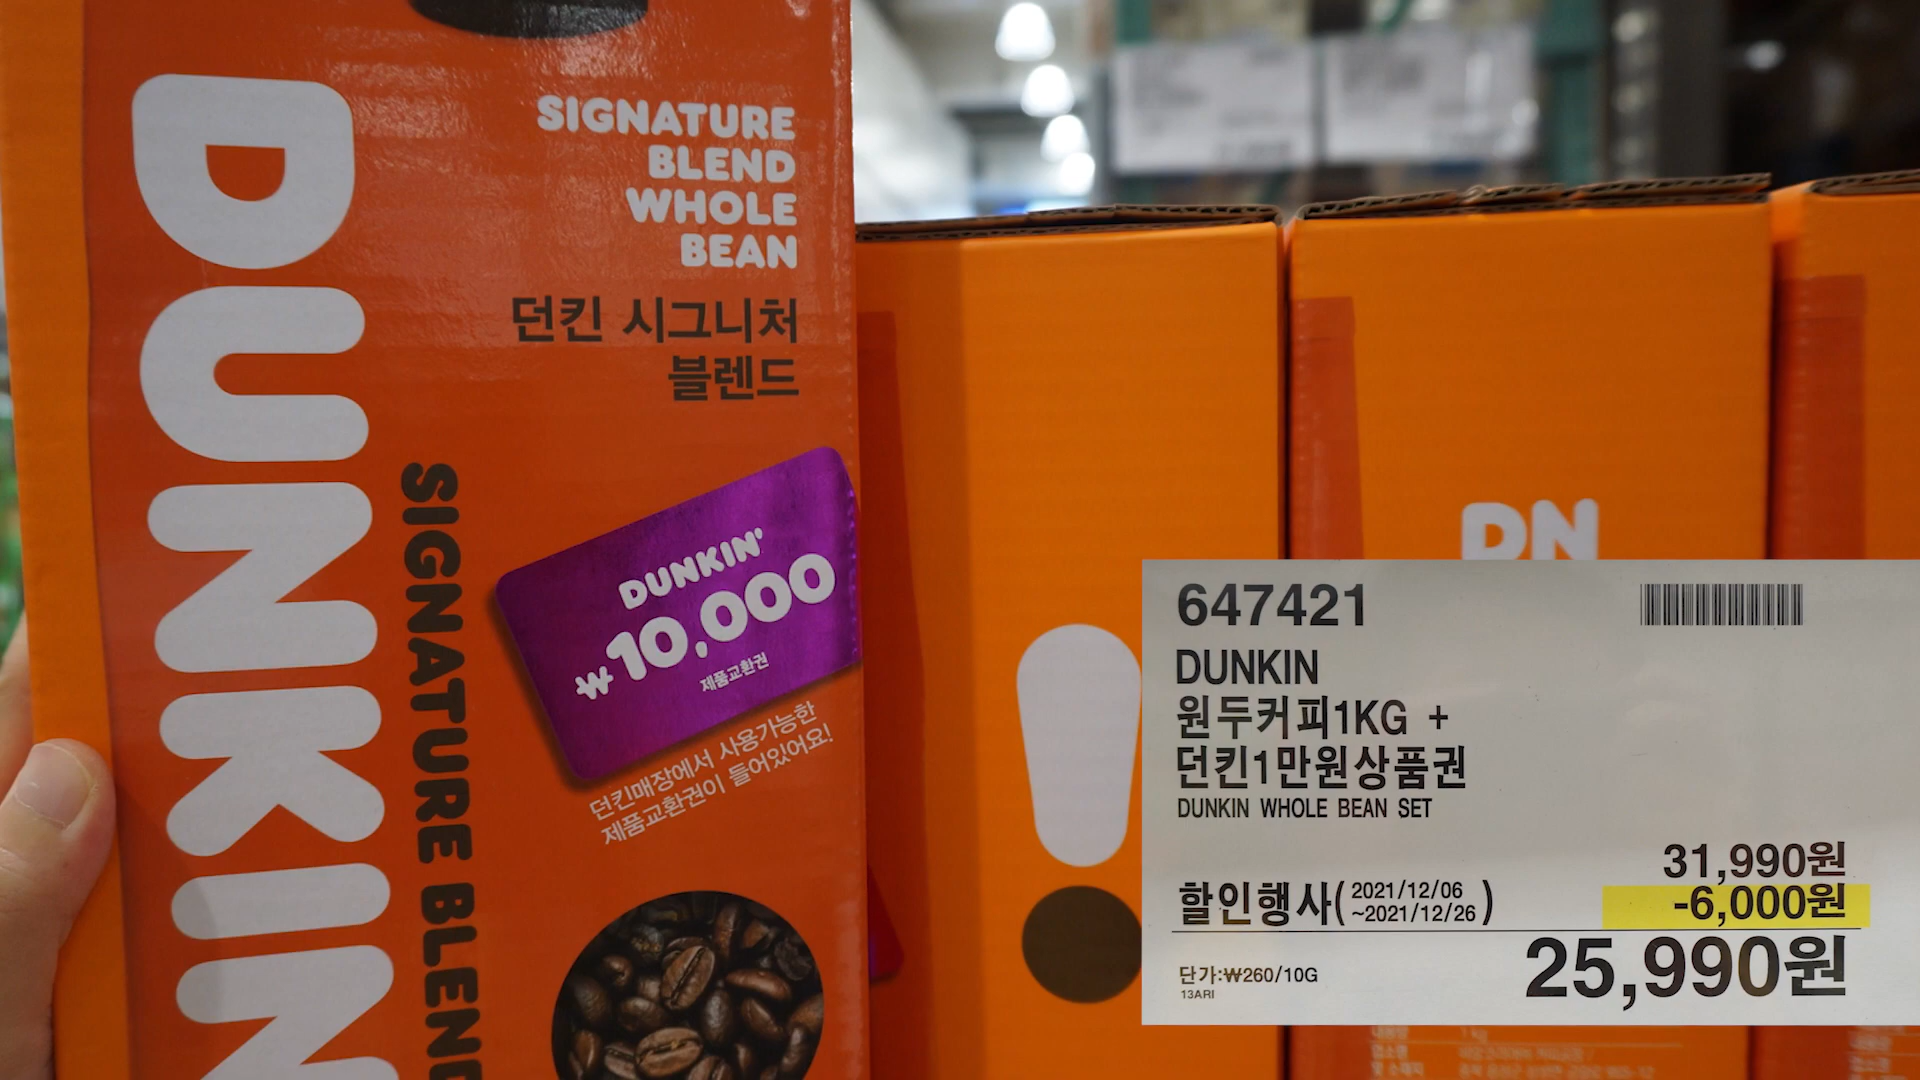 DUNKIN
SIGNATURE BLEND
SIGNATURE
BLEND
WHOLE
BEAN
던킨 시그니처
블렌드
DUNKIN'
₩10,000
제품교환권
던킨매장에서 사용가능한
제품교환권이 들어있어요!
DN
647421
DUNKIN
원두커피1KG +
던킨1만원상품권
DUNKIN WHOLE BEAN SET
31,990원
할인행사( 2021/12/06
~2021/12/26 )
-6,000원
25,990원
단가:₩260/10G
13ARI